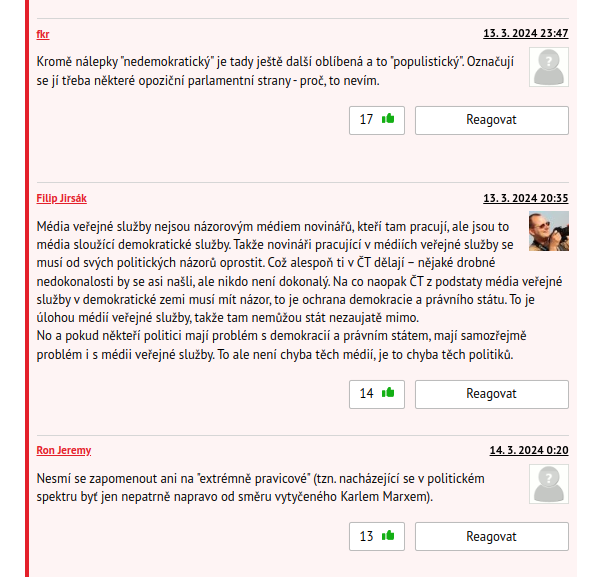 fkr
13. 3. 2024 23:47
Kromě nálepky "nedemokratický" je tady ještě další oblíbená a to "populistický". Označují
se jí třeba některé opoziční parlamentní strany - proč, to nevím.
17
Reagovat
Filip Jirsák
13. 3. 2024 20:35
Média veřejné služby nejsou názorovým médiem novinářů, kteří tam pracují, ale jsou to
média sloužící demokratické služby. Takže novináři pracující v médiích veřejné služby se
musí od svých politických názorů oprostit. Což alespoň ti v ČT dělají – nějaké drobné
nedokonalosti by se asi našli, ale nikdo není dokonalý. Na co naopak ČT z podstaty média veřejné
služby v demokratické zemi musí mít názor, to je ochrana demokracie a právního státu. To je
úlohou médií veřejné služby, takže tam nemůžou stát nezaujatě mimo.
No a pokud někteří politici mají problém s demokracií a právním státem, mají samozřejmě
problém i s médii veřejné služby. To ale není chyba těch médií, je to chyba těch politiků.
14
Reagovat
Ron Jeremy
14. 3. 2024 0:20
Nesmí se zapomenout ani na "extrémně pravicové" (tzn. nacházející se v politickém
spektru byť jen nepatrně napravo od směru vytyčeného Karlem Marxem).
13
Reagovat